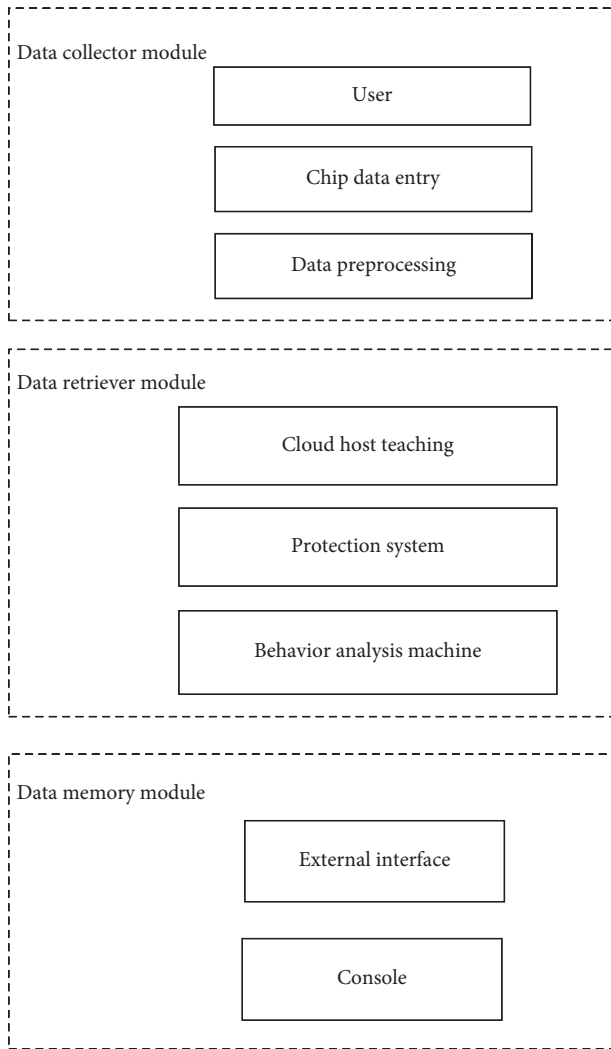 Data collector module
User
Chip data entry
Data preprocessing
Data retriever module
Cloud host teaching
Protection system
Behavior analysis machine
Data memory module
External interface
Console